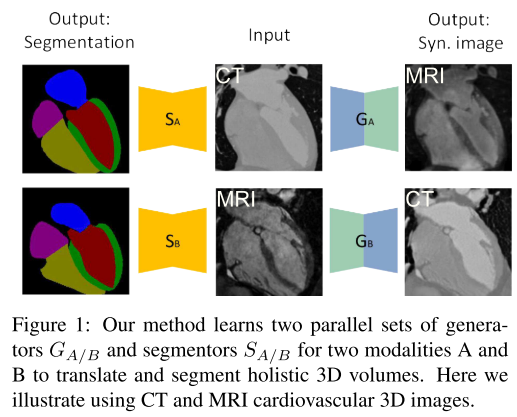 Output:
Segmentation
Input
Output:
Syn. image
CT
MRI
S_A
G_A
MRI
CT
S_B
G_B
Figure 1: Our method learns two parallel sets of genera-
tors G_{A/B} and segmentors S_{A/B} for two modalities A and
B to translate and segment holistic 3D volumes. Here we
illustrate using CT and MRI cardiovascular 3D images.